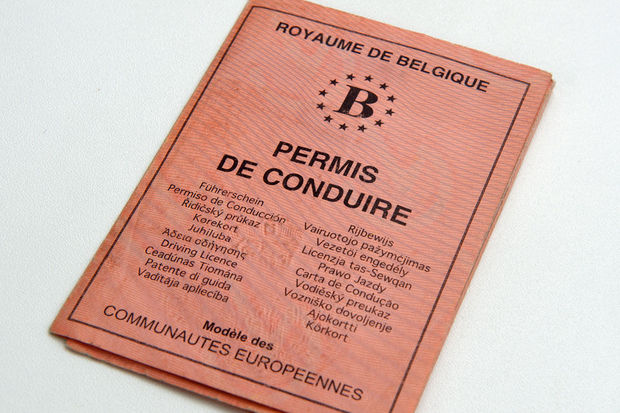 ROYAUME DE BELGIQUE
B
PERMIS
DE CONDUIRE
Führerschein
Permiso de Conducción
Řidičský průkaz
Kørekort
Juhiluba
Άδεια οδήγησης
Driving Licence
Ceadúnas Tiomána
Patente di guida
Vadītāja apliecība
Rijbewijs
Vairuotojo pažymėjimas
Vezetői engedély
Liċenzja tas-Sewqan
Prawo Jazdy
Carta de Condução
Vodičský preukaz
Vozniško dovoljenje
Ajokortti
Körkort
Modèle des
COMMUNAUTES EUROPEENNES